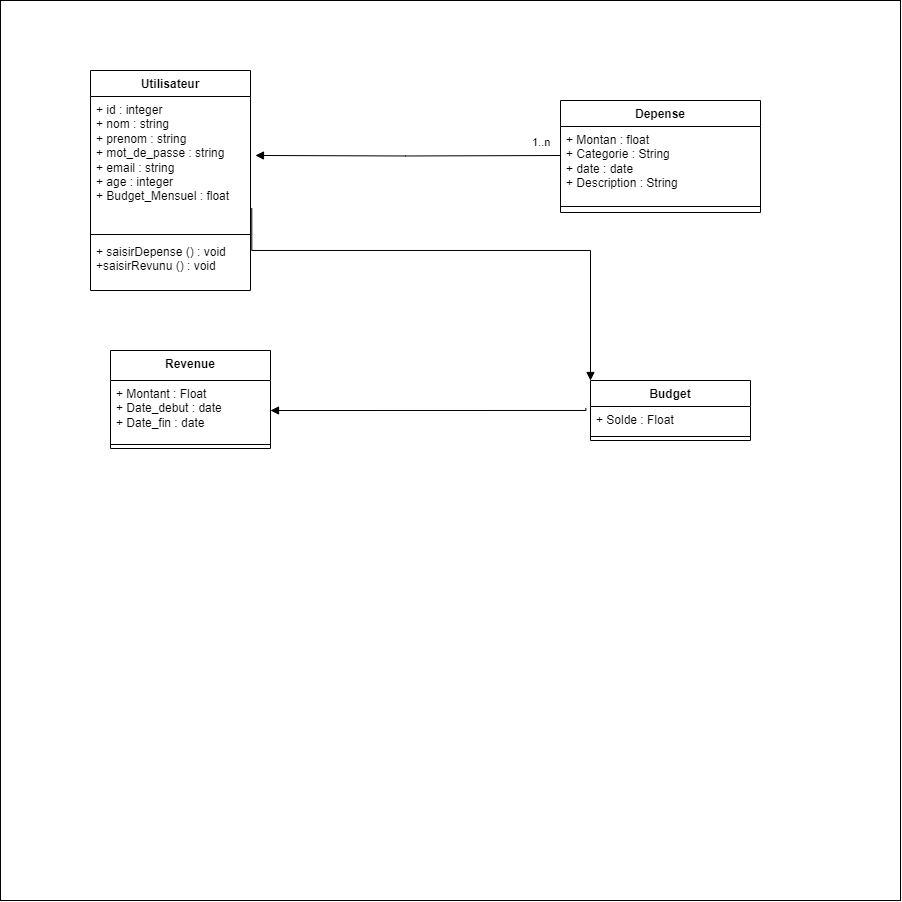 Utilisateur
+ id : integer
+ nom : string
+ prenom : string
+ mot_de_passe : string
+ email : string
+ age : integer
+ Budget_Mensuel : float
+ saisirDepense () : void
+saisirRevunu () : void
1..n
Depense
+ Montan : float
+ Categorie : String
+ date : date
+ Description : String
Revenue
+ Montant : Float
+ Date_debut : date
+ Date_fin : date
Budget
+ Solde : Float